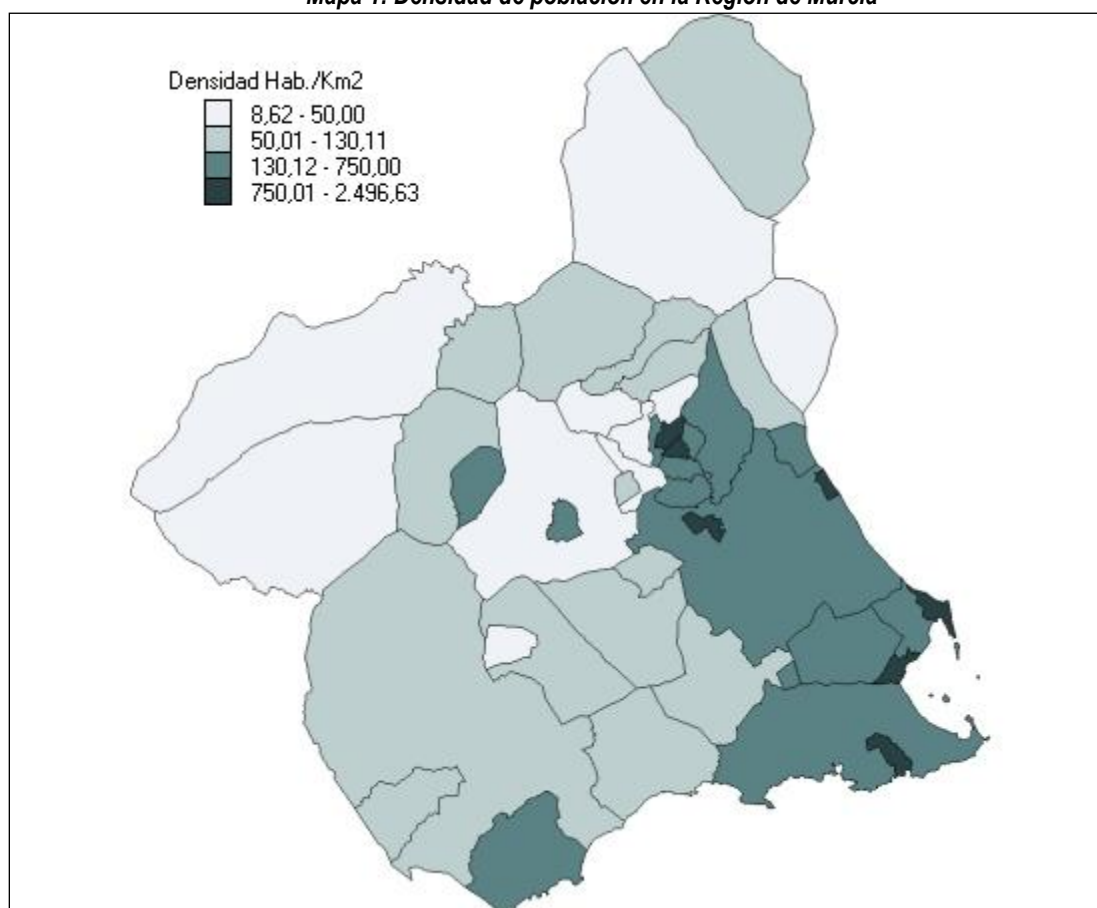 Mapa 1. Densidad de población en la Región de Murcia
Densidad Hab./Km2
8,62 - 50,00
50,01 - 130,11
130,12 - 750,00
750,01 - 2.496,63